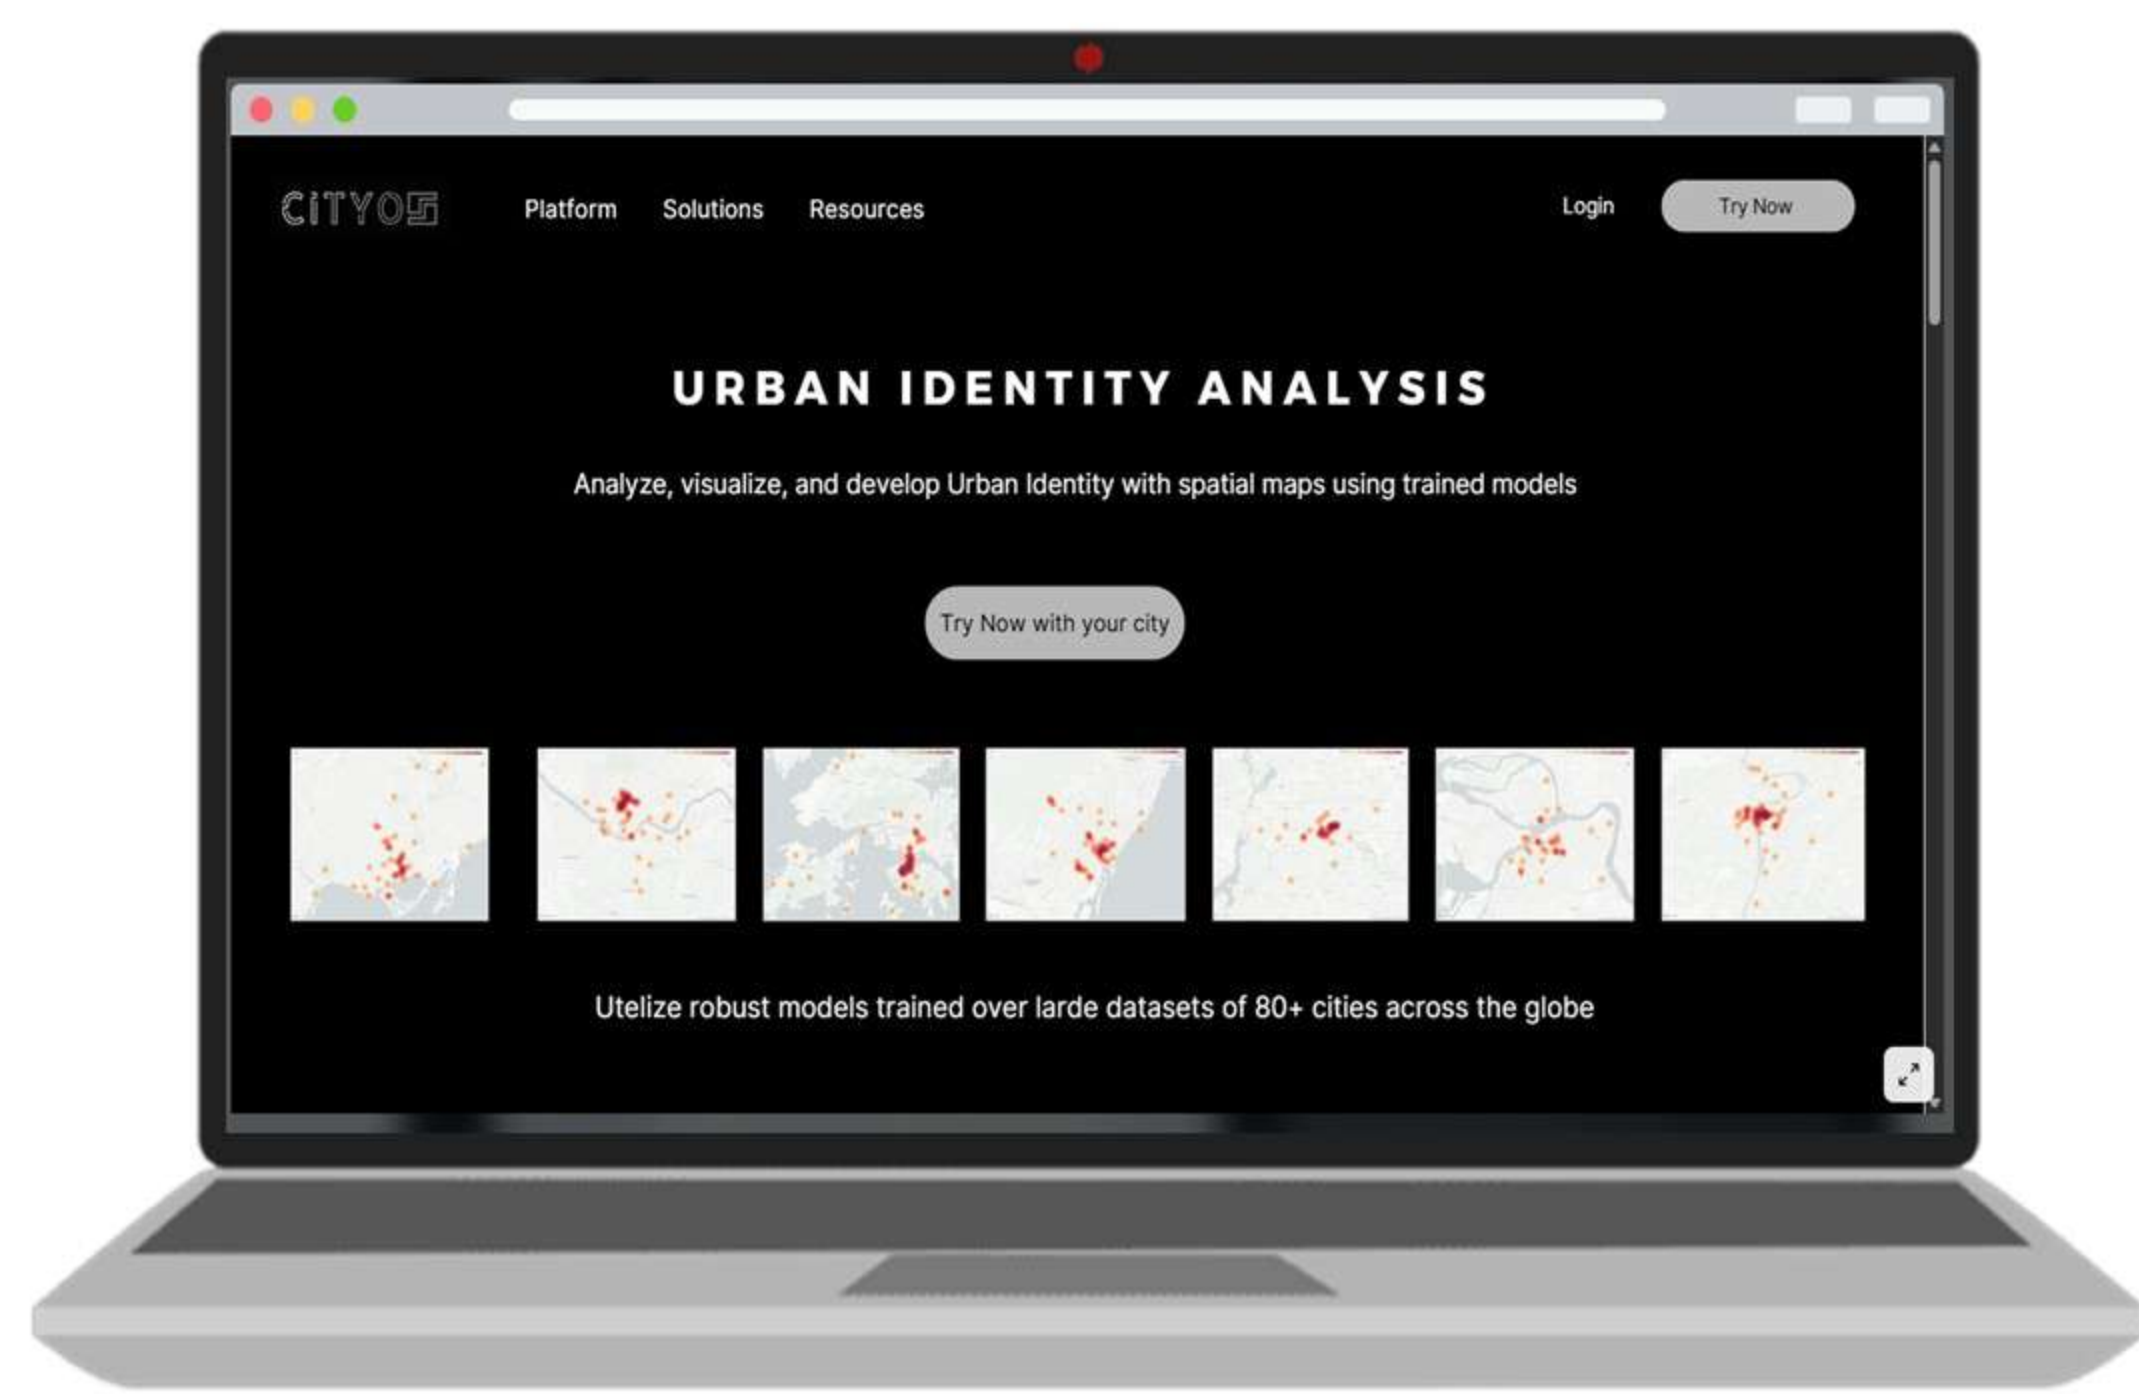 CiTYOS
Platform Solutions Resources Login Try Now
URBAN IDENTITY ANALYSIS
Analyze, visualize, and develop Urban Identity with spatial maps using trained models
Try Now with your city
Utelize robust models trained over larde datasets of 80+ cities across the globe